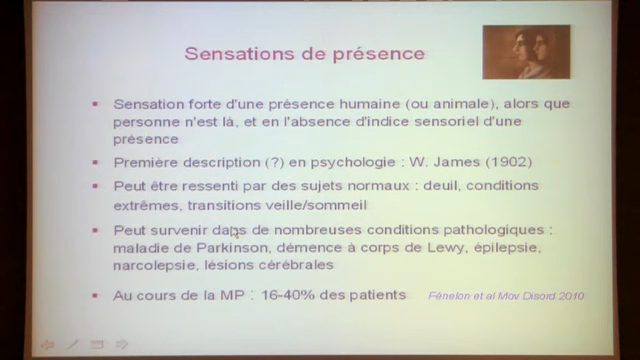 Sensations de présence
Sensation forte d'une présence humaine (ou animale), alors que
personne n'est là, et en l'absence d'indice sensoriel d'une
présence
Première description (?) en psychologie : W. James (1902)
Peut être ressenti par des sujets normaux : deuil, conditions
extrêmes, transitions veille/sommeil
Peut survenir dans de nombreuses conditions pathologiques :
maladie de Parkinson, démence à corps de Lewy, épilepsie,
narcolepsie, lésions cérébrales
Au cours de la MP : 16-40% des patients
Fénelon et al Mov Disord 2010